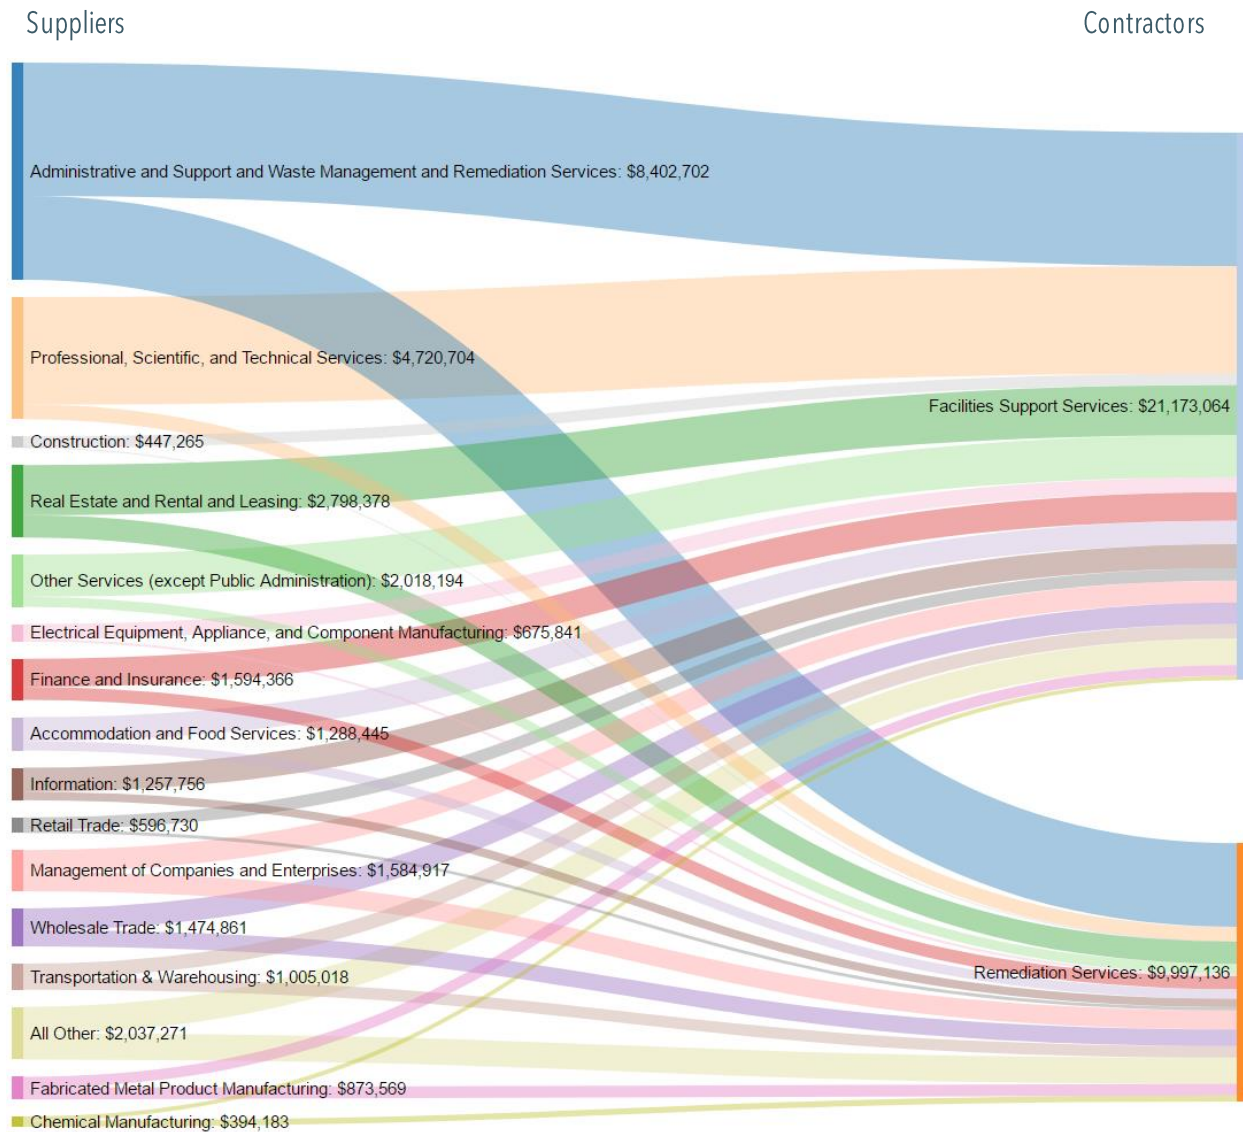 Suppliers
Contractors
Administrative and Support and Waste Management and Remediation Services: $8,402,702
Professional, Scientific, and Technical Services: $4,720,704
Facilities Support Services: $21,173,064
Construction: $447,265
Real Estate and Rental and Leasing: $2,798,378
Other Services (except Public Administration): $2,018,194
Electrical Equipment, Appliance, and Component Manufacturing: $675,841
Finance and Insurance: $1,594,366
Accommodation and Food Services: $1,288,445
Information: $1,257,756
Retail Trade: $596,730
Management of Companies and Enterprises: $1,584,917
Wholesale Trade: $1,474,861
Remediation Services: $9,997,136
Transportation & Warehousing: $1,005,018
All Other: $2,037,271
Fabricated Metal Product Manufacturing: $873,569
Chemical Manufacturing: $394,183